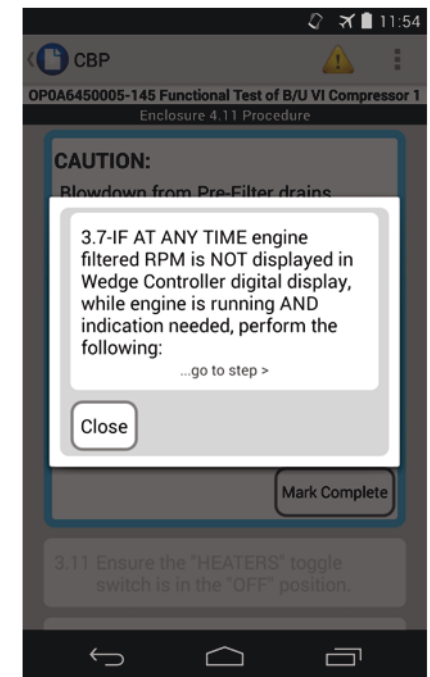 11:54
CBP
OP0A6450005-145 Functional Test of B/U VI Compressor 1
Enclosure 4.11 Procedure
CAUTION:
Blowdown from Pre-Filter drains
3.7-IF AT ANY TIME engine
filtered RPM is NOT displayed in
Wedge Controller digital display,
while engine is running AND
indication needed, perform the
following:
...go to step >
Close
Mark Complete
3.11 Ensure the "HEATERS" toggle
switch is in the "OFF" position.